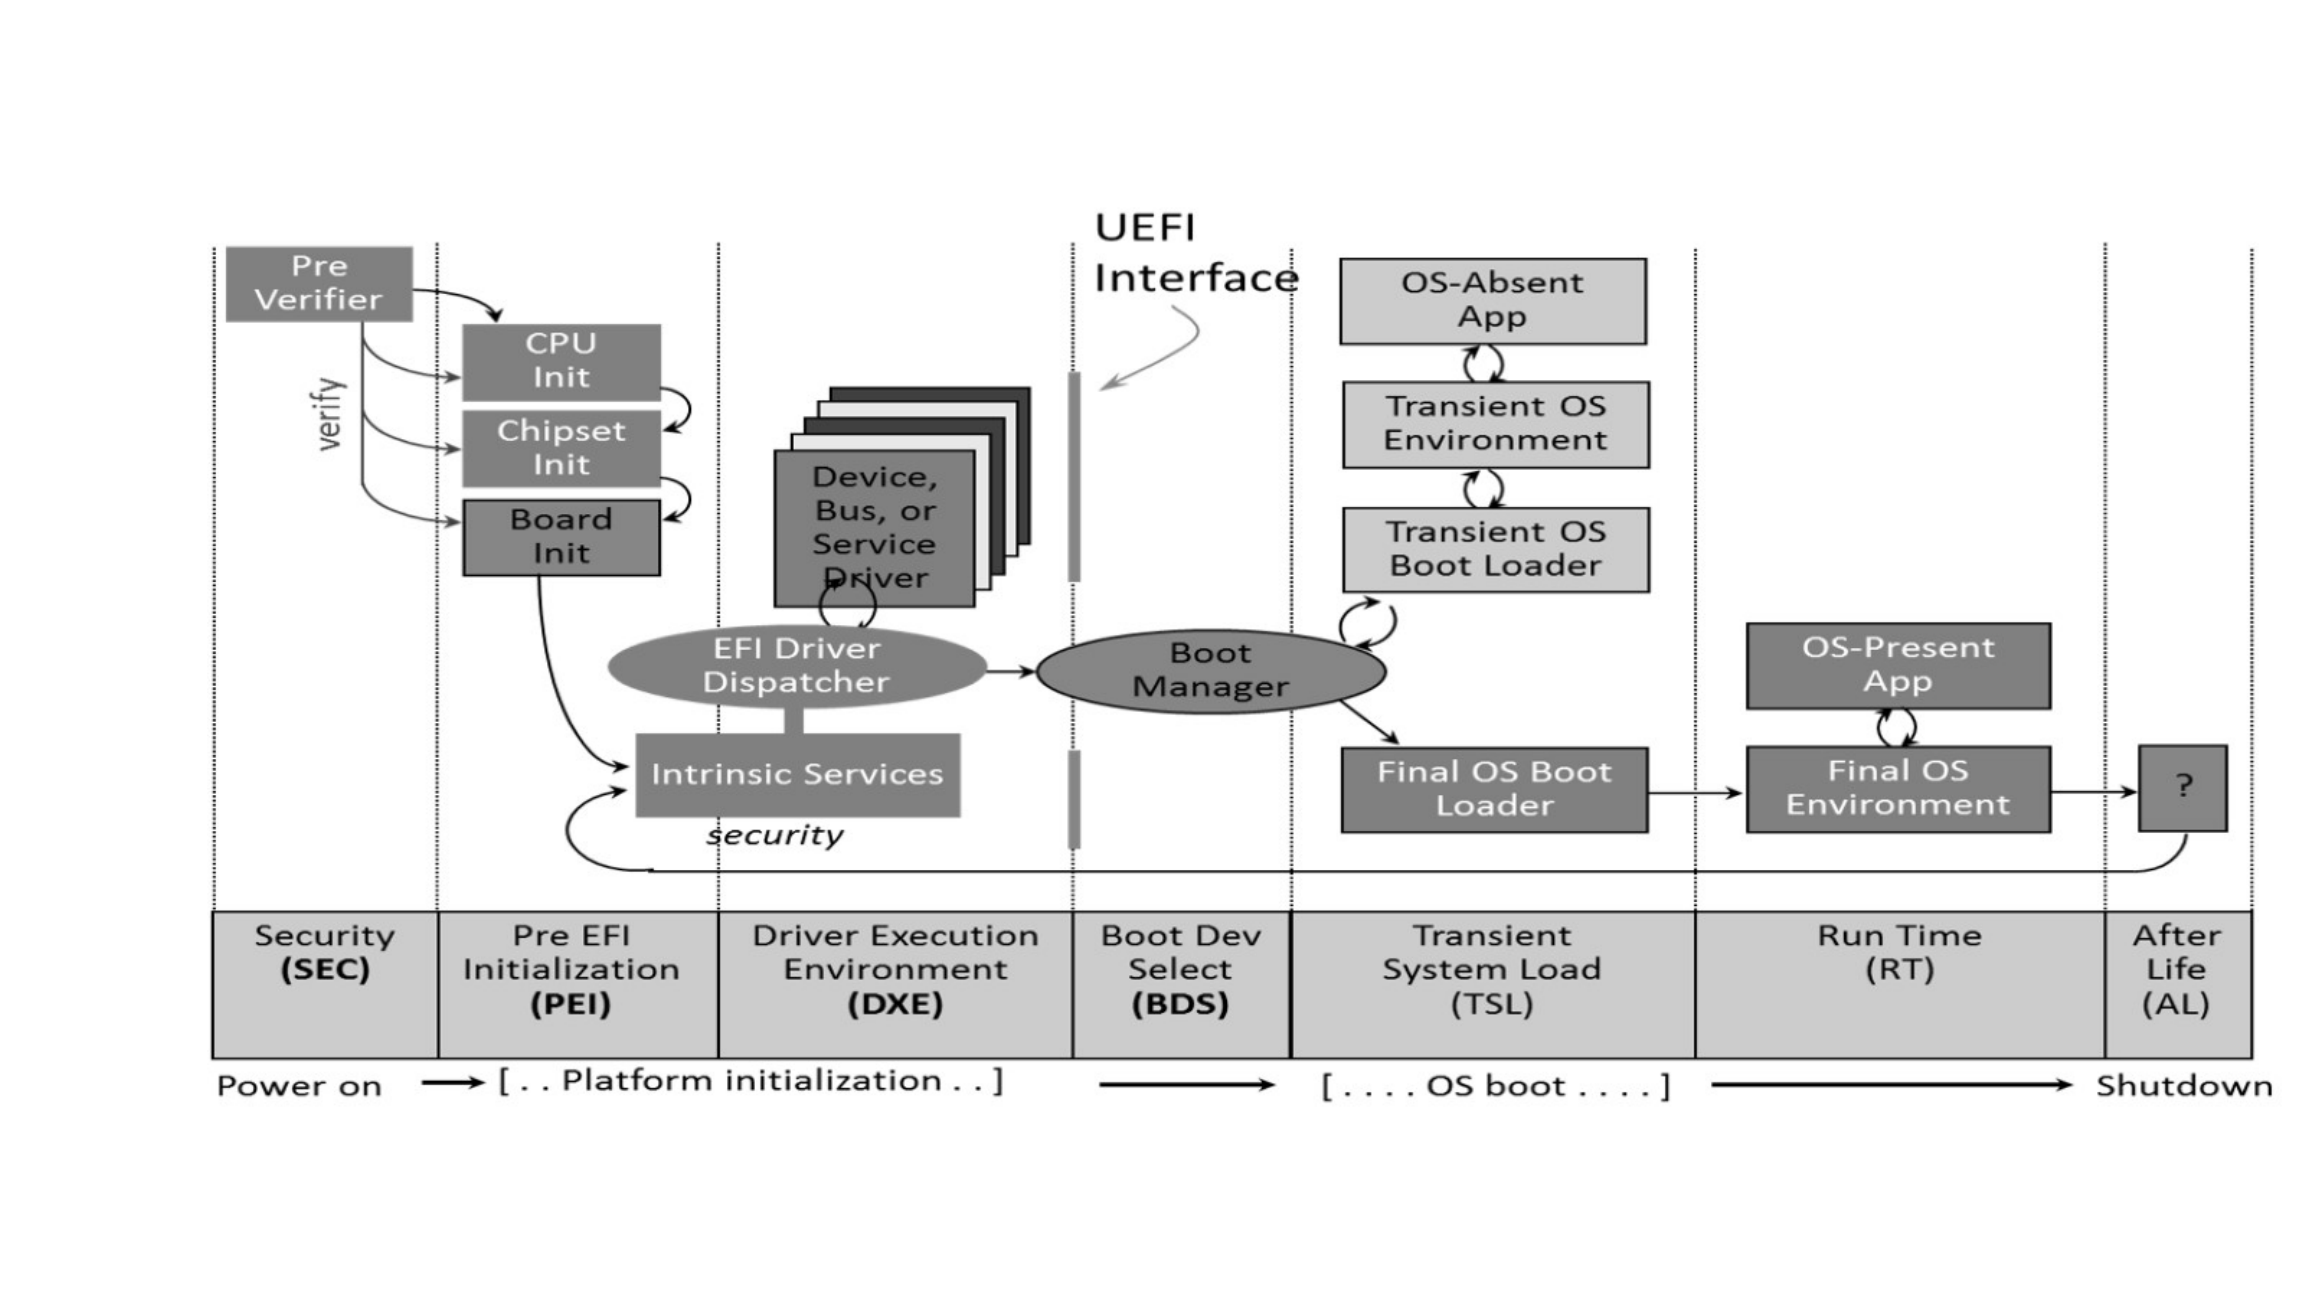 UEFI
Interface
Pre
Verifier
verify
CPU
Init
Chipset
Init
Board
Init
Device,
Bus, or
Service
Driver
EFI Driver
Dispatcher
Intrinsic Services
security
Boot
Manager
OS-Absent
App
Transient OS
Environment
Transient OS
Boot Loader
Final OS Boot
Loader
OS-Present
App
Final OS
Environment
?
Security
(SEC)
Pre EFI
Initialization
(PEI)
Driver Execution
Environment
(DXE)
Boot Dev
Select
(BDS)
Transient
System Load
(TSL)
Run Time
(RT)
After
Life
(AL)
Power on
[ . . Platform initialization . . ]
[ . . . . OS boot . . . . ]
Shutdown